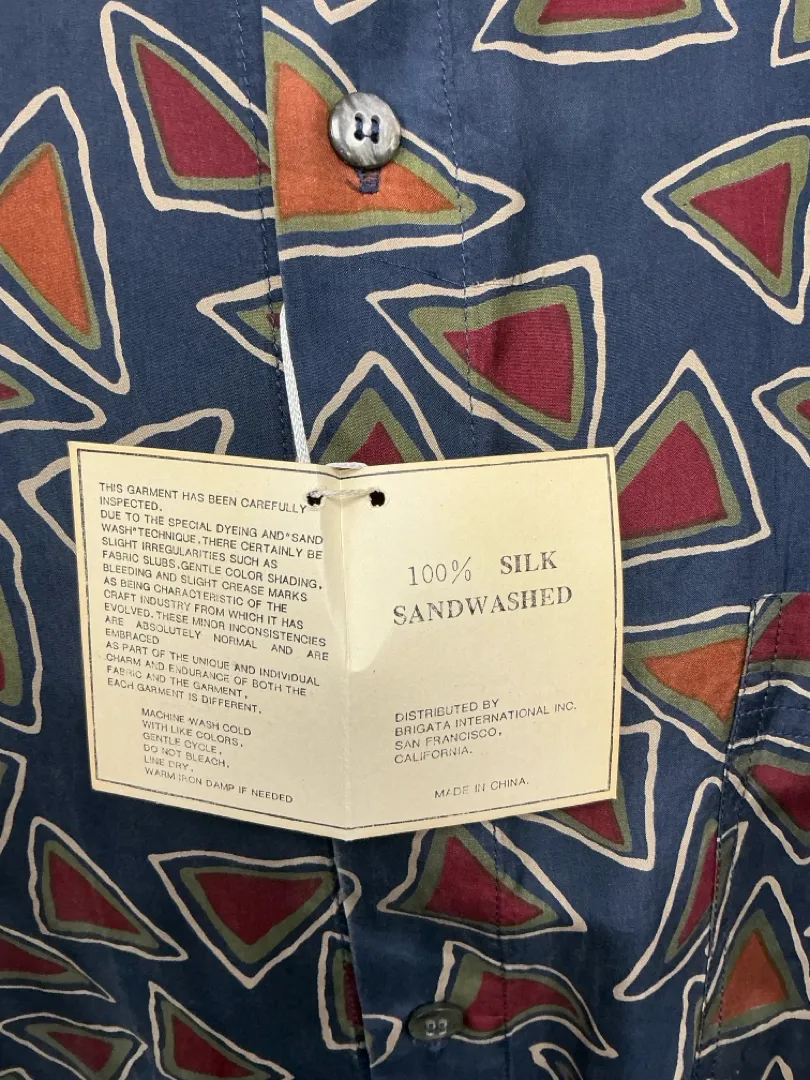 THIS GARMENT HAS BEEN CAREFULLY
INSPECTED.
DUE TO THE SPECIAL DYEING AND"SAND
WASH"TECHNIQUE.THERE CERTAINLY BE
SLIGHT IRREGULARITIES SUCH AS
FABRIC SLUBS.GENTLE COLOR SHADING,
BLEEDING AND SLIGHT CREASE MARKS
AS BEING CHARACTERISTIC OF THE
CRAFT INDUSTRY FROM WHICH IT HAS
EVOLVED.THESE MINOR INCONSISTENCIES
ARE ABSOLUTELY NORMAL AND ARE
EMBRACED
AS PART OF THE UNIQUE AND INDIVIDUAL
CHARM AND ENDURANCE OF BOTH THE
FABRIC AND THE GARMENT.
EACH GARMENT IS DIFFERENT.
MACHINE WASH COLD
WITH LIKE COLORS,
GENTLE CYCLE,
DO NOT BLEACH,
LINE DRY,
WARM IRON DAMP IF NEEDED
100% SILK
SANDWASHED
DISTRIBUTED BY
BRIGATA INTERNATIONAL INC.
SAN FRANCISCO,
CALIFORNIA.
MADE IN CHINA.